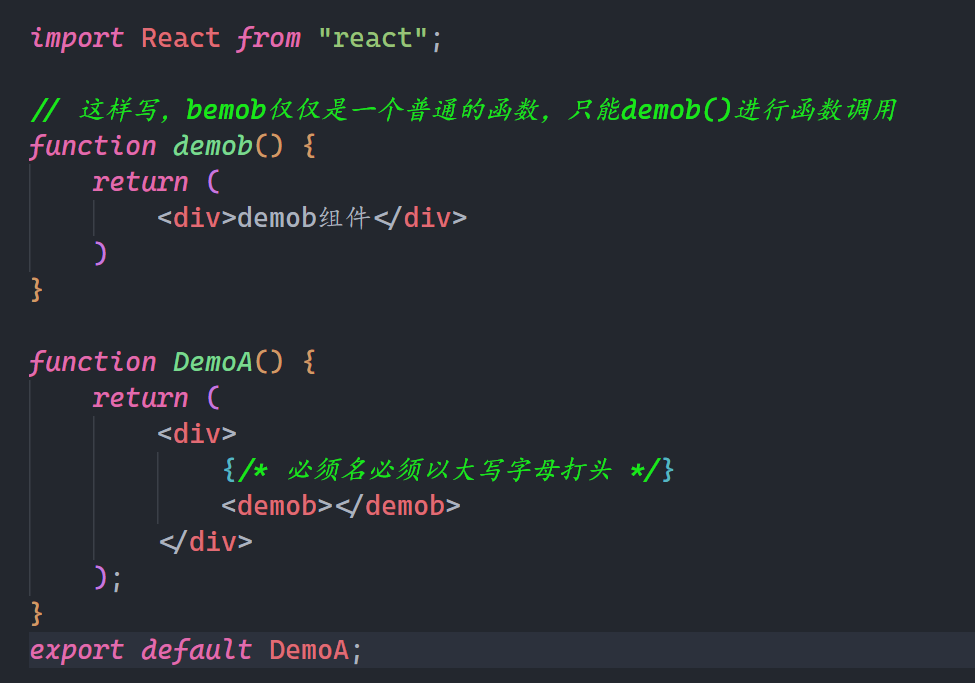 import React from "react";
// 这样写，bemob仅仅是一个普通的函数，只能demob()进行函数调用
function demob() {
return (
<div>demob组件</div>
)
}
function DemoA() {
return (
<div>
{/* 必须名必须以大写字母打头 */}
<demob></demob>
</div>
);
}
export default DemoA;